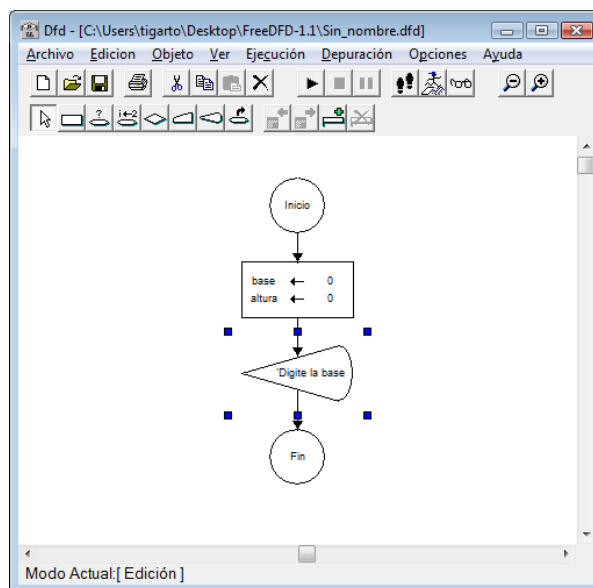 Dfd - [C:\Users\tigarto\Desktop\FreeDFD-1.1\Sin_nombre.dfd]
Archivo Edicion Objeto Ver Ejecución Depuración Opciones Ayuda
Inicio
base ← 0
altura ← 0
'Digite la base
Fin
Modo Actual:[ Edición ]